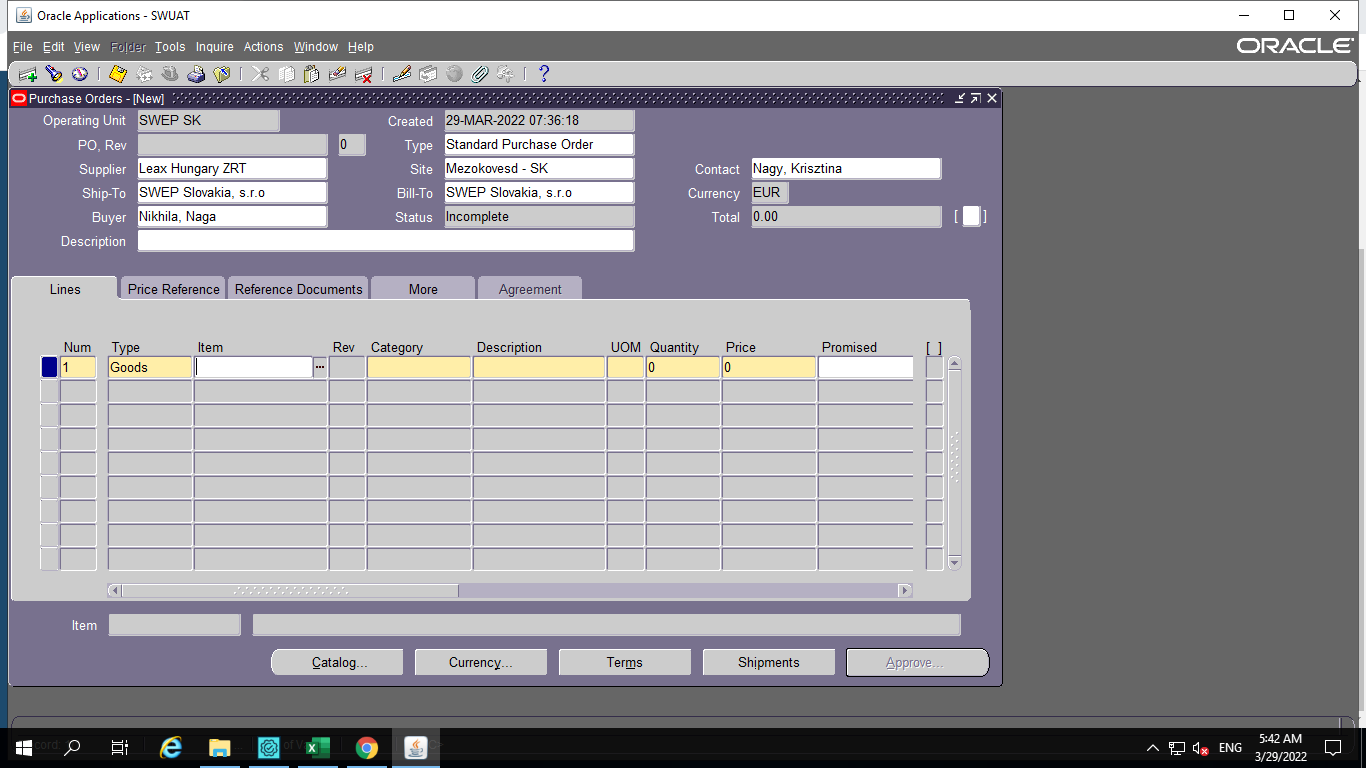 Oracle Applications - SWUAT
File Edit View Folder Tools Inquire Actions Window Help
ORACLE
Purchase Orders - [New]
Operating Unit SWEP SK Created 29-MAR-2022 07:36:18
PO, Rev 0 Type Standard Purchase Order
Supplier Leax Hungary ZRT Site Mezokovesd - SK Contact Nagy, Krisztina
Ship-To SWEP Slovakia, s.r.o Bill-To SWEP Slovakia, s.r.o Currency EUR
Buyer Nikhila, Naga Status Incomplete Total 0.00 [ ]
Description
Lines Price Reference Reference Documents More Agreement
Num Type Item Rev Category Description UOM Quantity Price Promised [ ]
1 Goods ... 0 0
Item
Catalog... Currency... Terms Shipments Approve...
ENG
5:42 AM
3/29/2022